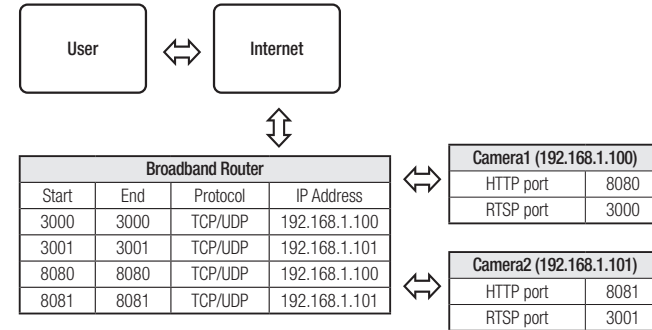 User
Internet
Broadband Router
Start End Protocol IP Address
3000 3000 TCP/UDP 192.168.1.100
3001 3001 TCP/UDP 192.168.1.101
8080 8080 TCP/UDP 192.168.1.100
8081 8081 TCP/UDP 192.168.1.101
Camera1 (192.168.1.100)
HTTP port 8080
RTSP port 3000
Camera2 (192.168.1.101)
HTTP port 8081
RTSP port 3001